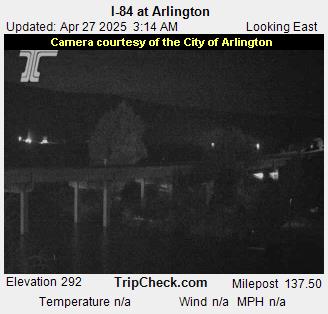 I-84 at Arlington
Updated: Apr 27 2025 3:14 AM Looking East
Camera courtesy of the City of Arlington
Elevation 292 TripCheck.com Milepost 137.50
Temperature n/a Wind n/a MPH n/a